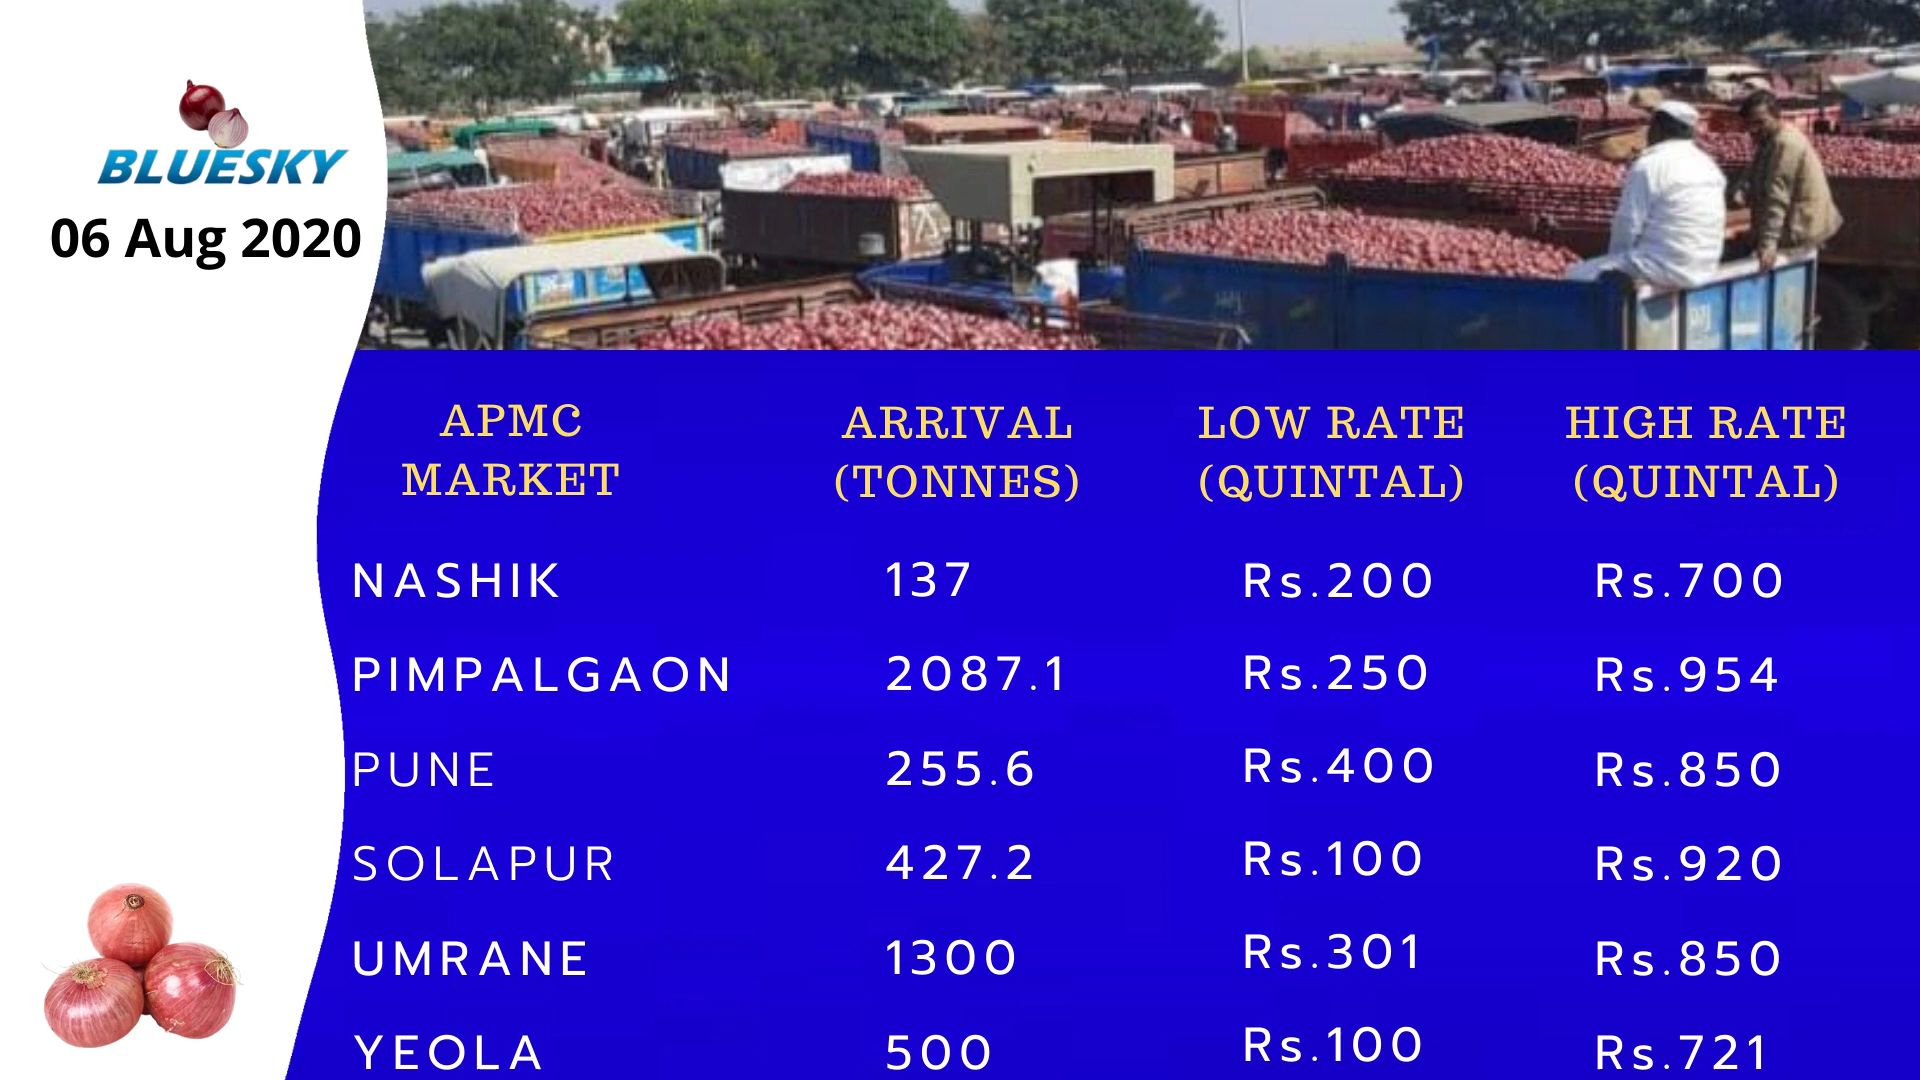 BLUESKY
06 Aug 2020
APMC
MARKET
ARRIVAL
(TONNES)
LOW RATE
(QUINTAL)
HIGH RATE
(QUINTAL)
NASHIK 137 Rs.200 Rs.700
PIMPALGAON 2087.1 Rs.250 Rs.954
PUNE 255.6 Rs.400 Rs.850
SOLAPUR 427.2 Rs.100 Rs.920
UMRANE 1300 Rs.301 Rs.850
YEOLA 500 Rs.100 Rs.721